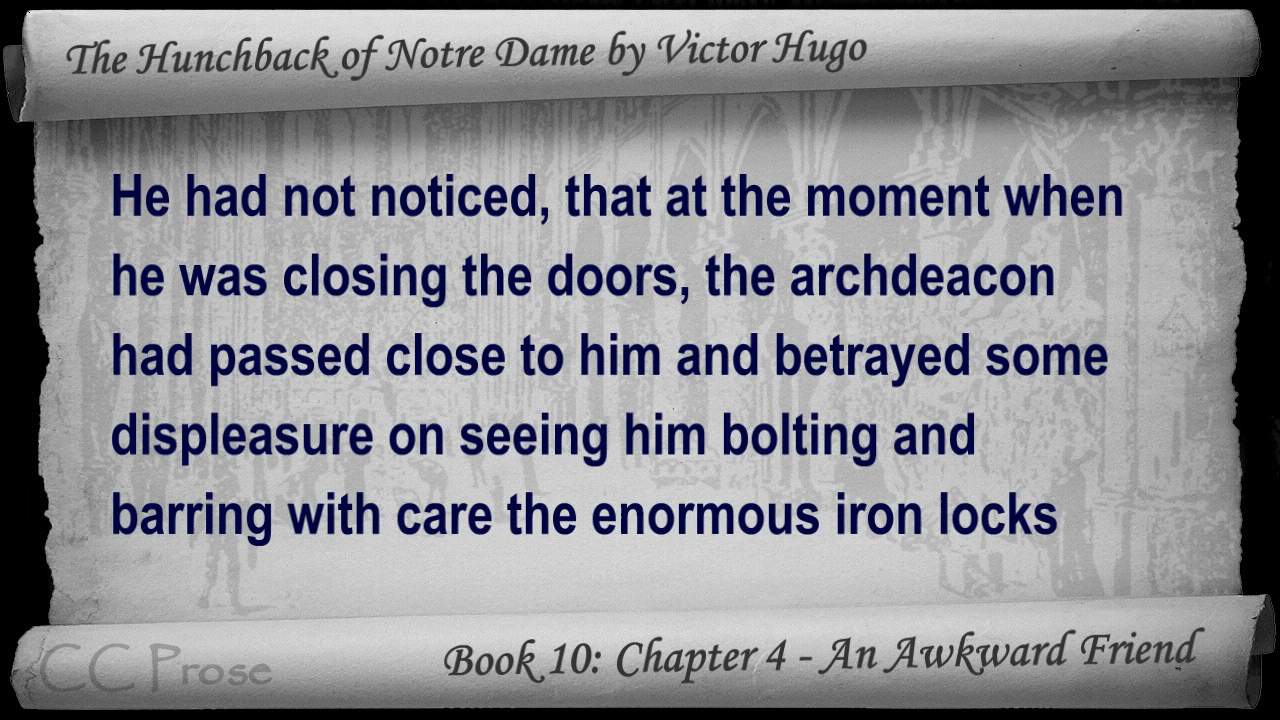 The Hunchback of Notre Dame by Victor Hugo
He had not noticed, that at the moment when
he was closing the doors, the archdeacon
had passed close to him and betrayed some
displeasure on seeing him bolting and
barring with care the enormous iron locks
CC Prose
Book 10: Chapter 4 - An Awkward Friend